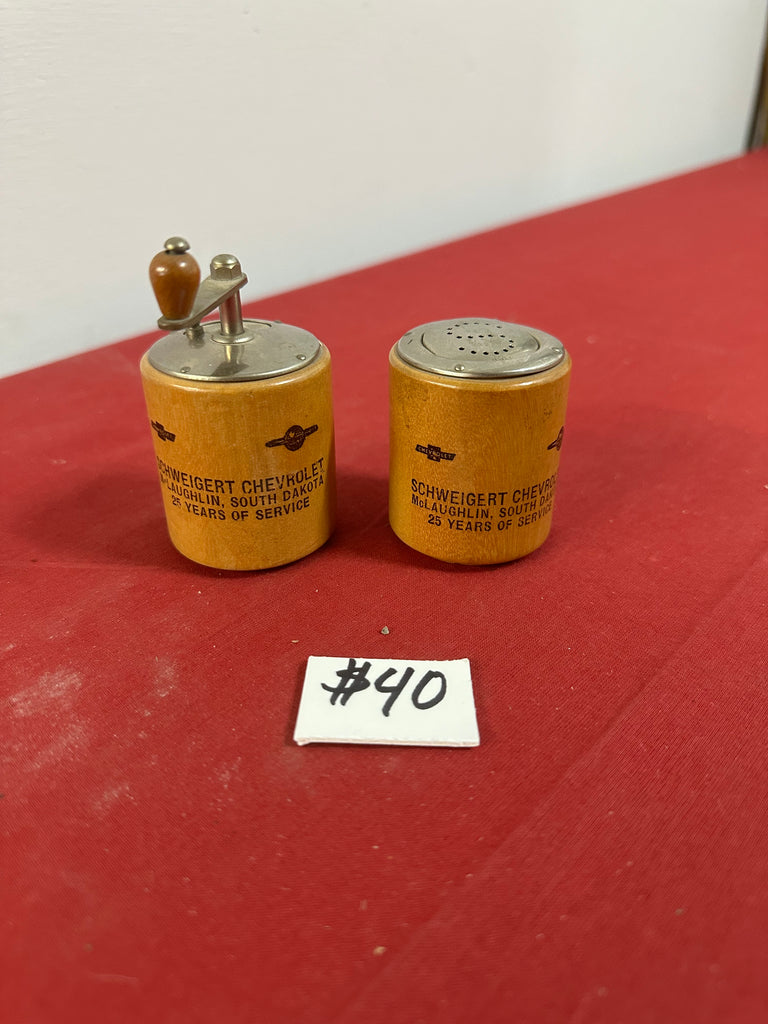 SCHWEIGERT CHEVROLET
McLAUGHLIN, SOUTH DAKOTA
25 YEARS OF SERVICE
CHEVROLET
SCHWEIGERT CHEVRO
McLAUGHLIN, SOUTH DA
25 YEARS OF SERVICE
$40